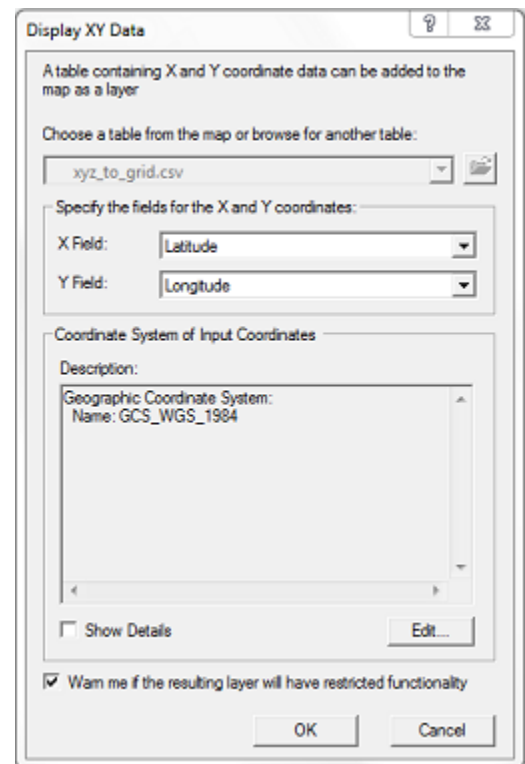 Display XY Data
?
A table containing X and Y coordinate data can be added to the
map as a layer
Choose a table from the map or browse for another table:
xyz_to_grid.csv
Specify the fields for the X and Y coordinates:
X Field: Latitude
Y Field: Longitude
Coordinate System of Input Coordinates
Description:
Geographic Coordinate System:
Name: GCS_WGS_1984
Show Details Edit...
Warn me if the resulting layer will have restricted functionality
OK Cancel